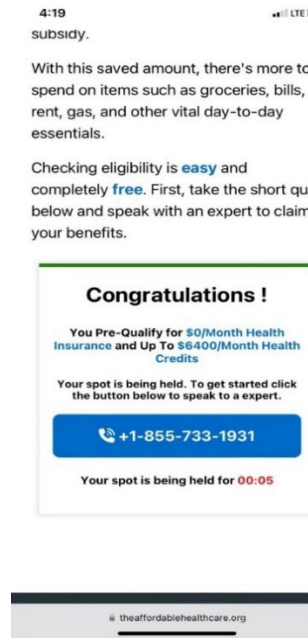 4:19
LTE
subsidy.
With this saved amount, there's more to
spend on items such as groceries, bills,
rent, gas, and other vital day-to-day
essentials.
Checking eligibility is easy and
completely free. First, take the short qu
below and speak with an expert to claim
your benefits.
Congratulations !
You Pre-Qualify for $0/Month Health
Insurance and Up To $6400/Month Health
Credits
Your spot is being held. To get started click
the button below to speak to a expert.
+1-855-733-1931
Your spot is being held for 00:05
theaffordablehealthcare.org